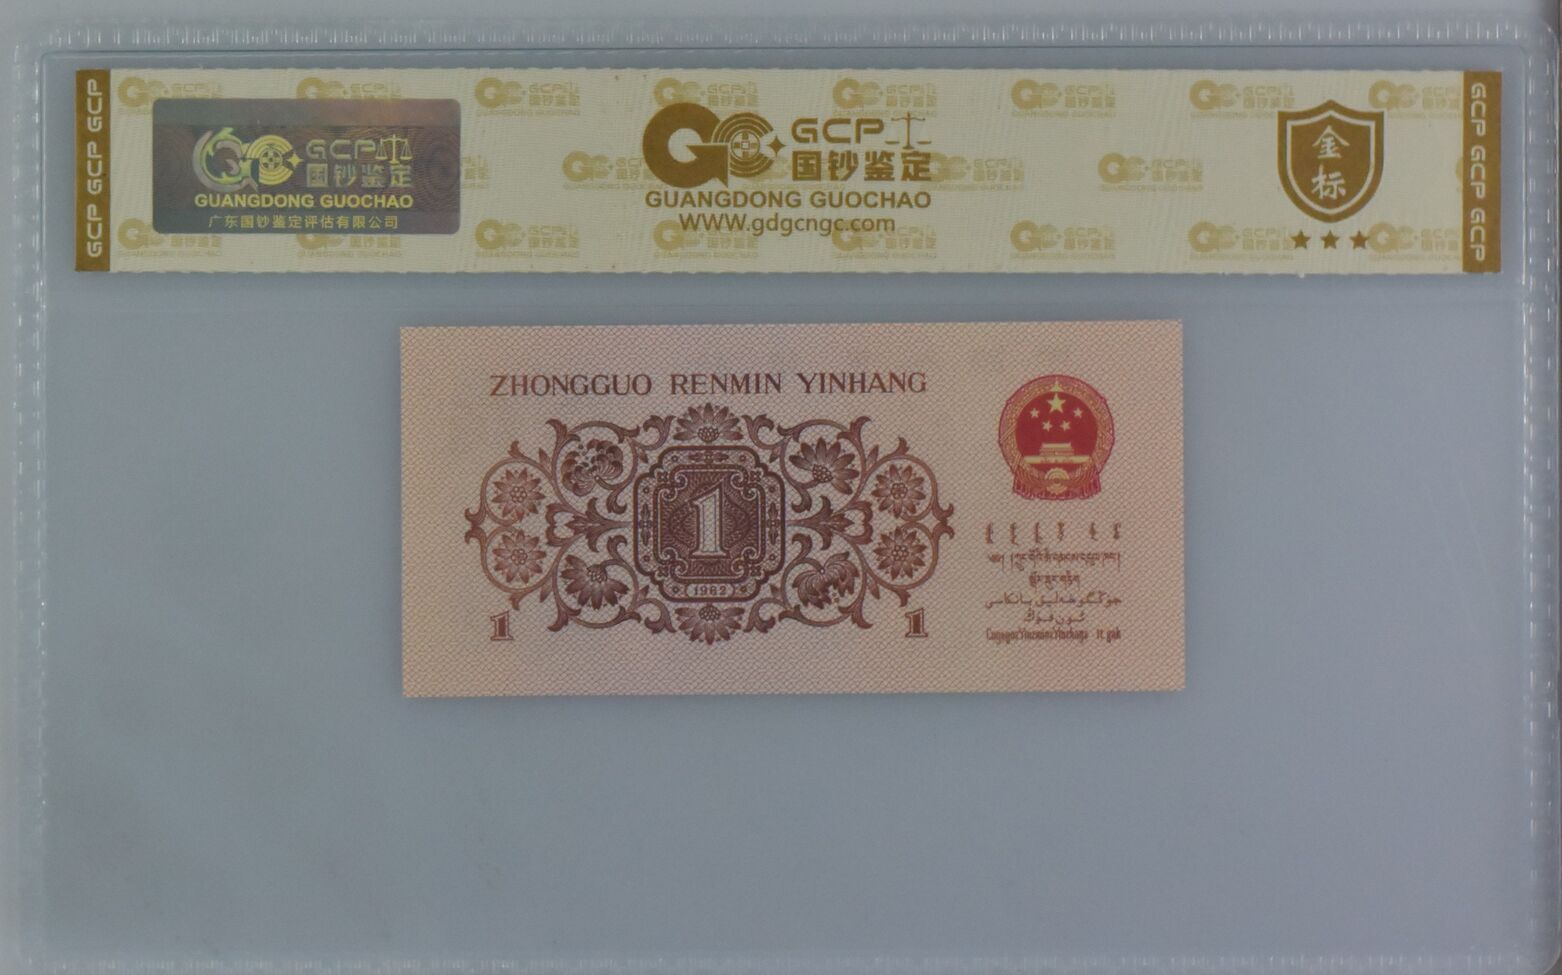 GCP GCP GCP
GCP
国钞鉴定
GUANGDONG GUOCHAO
广东国钞鉴定评估有限公司
GCP
国钞鉴定
GUANGDONG GUOCHAO
WWW.gdgcngc.com
金标
GCP GCP GCP
ZHONGGUO RENMIN YINHANG
1
1962
1
1